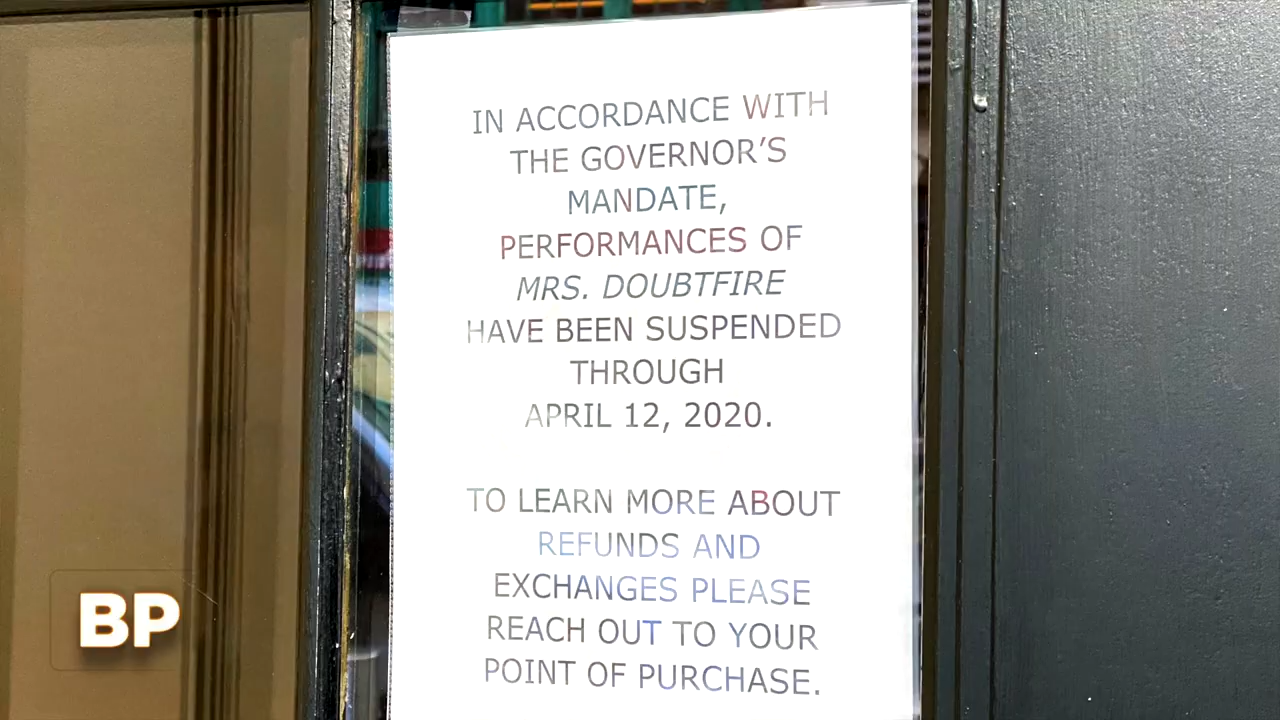 IN ACCORDANCE WITH
THE GOVERNOR'S
MANDATE,
PERFORMANCES OF
MRS. DOUBTFIRE
HAVE BEEN SUSPENDED
THROUGH
APRIL 12, 2020.
TO LEARN MORE ABOUT
REFUNDS AND
EXCHANGES PLEASE
REACH OUT TO YOUR
POINT OF PURCHASE.
BP